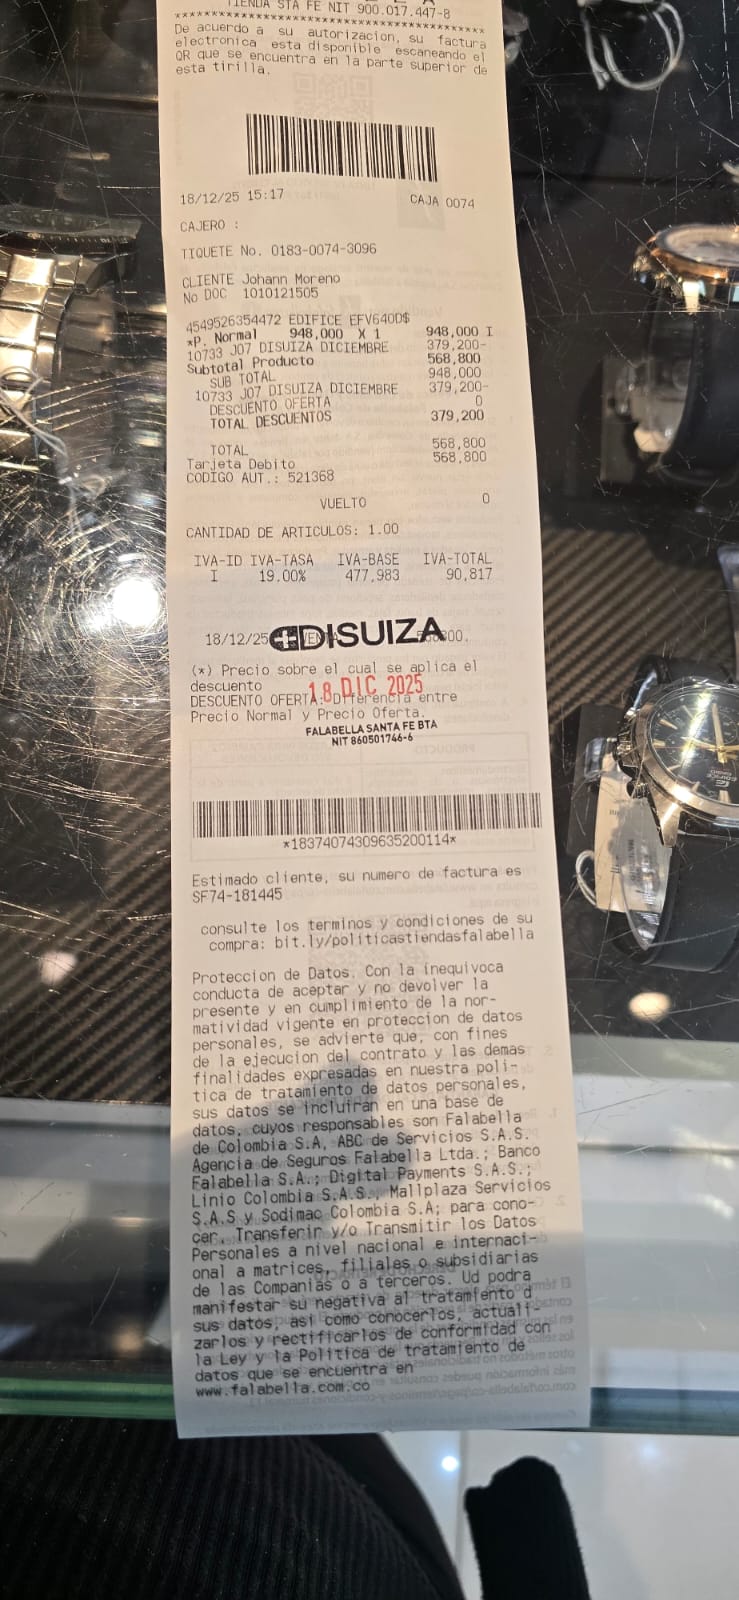 TIENDA STA FE NIT 900.017.447-8
De acuerdo a su autorizacion, su factura
electronica esta disponible escaneando el
QR que se encuentra en la parte superior de
esta tirilla.
18/12/25 15:17 CAJA 0074
CAJERO :
TIQUETE No. 0183-0074-3096
CLIENTE Johann Moreno
No DOC 1010121505
4549526354472 EDIFICE EFV640D$
*P. Normal 948,000 X 1 948,000 I
10733 J07 DISUIZA DICIEMBRE 379,200-
Subtotal Producto 568,800
SUB TOTAL 948,000
10733 J07 DISUIZA DICIEMBRE 379,200-
DESCUENTO OFERTA 0
TOTAL DESCUENTOS 379,200
TOTAL 568,800
Tarjeta Debito 568,800
CODIGO AUT.: 521368
VUELTO 0
CANTIDAD DE ARTICULOS: 1.00
IVA-ID IVA-TASA IVA-BASE IVA-TOTAL
I 19.00% 477,983 90,817
18/12/25
DISUIZA
(*) Precio sobre el cual se aplica el
descuento
18 DIC 2025
DESCUENTO OFERTA: Diferencia entre
Precio Normal y Precio Oferta.
FALABELLA SANTA FE BTA
NIT 860501746-6
*18374074309635200114*
Estimado cliente, su numero de factura es
SF74-181445
consulte los terminos y condiciones de su
compra: bit.ly/politicastiendasfalabella
Proteccion de Datos. Con la inequivoca
conducta de aceptar y no devolver la
presente y en cumplimiento de la nor-
matividad vigente en proteccion de datos
personales, se advierte que, con fines
de la ejecucion del contrato y las demas
finalidades expresadas en nuestra poli-
tica de tratamiento de datos personales,
sus datos se incluiran en una base de
datos, cuyos responsables son Falabella
de Colombia S.A, ABC de Servicios S.A.S.
Agencia de Seguros Falabella Ltda.; Banco
Falabella S.A.; Digital Payments S.A.S.;
Linio Colombia S.A.S., Mallplaza Servicios
S.A.S y Sodimac Colombia S.A; para cono-
cer, Transferir y/o Transmitir los Datos
Personales a nivel nacional e internaci-
onal a matrices, filiales o subsidiarias
de las Companias o a terceros. Ud podra
manifestar su negativa al tratamiento d
sus datos, asi como conocerlos, actuali-
zarlos y rectificarlos de conformidad con
la Ley y la Politica de tratamiento de
datos que se encuentra en
www.falabella.com.co
EDIFICE